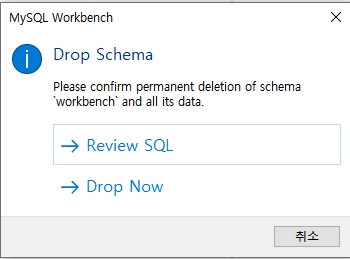 MySQL Workbench
Drop Schema
Please confirm permanent deletion of schema
`workbench` and all its data.
Review SQL
Drop Now
취소